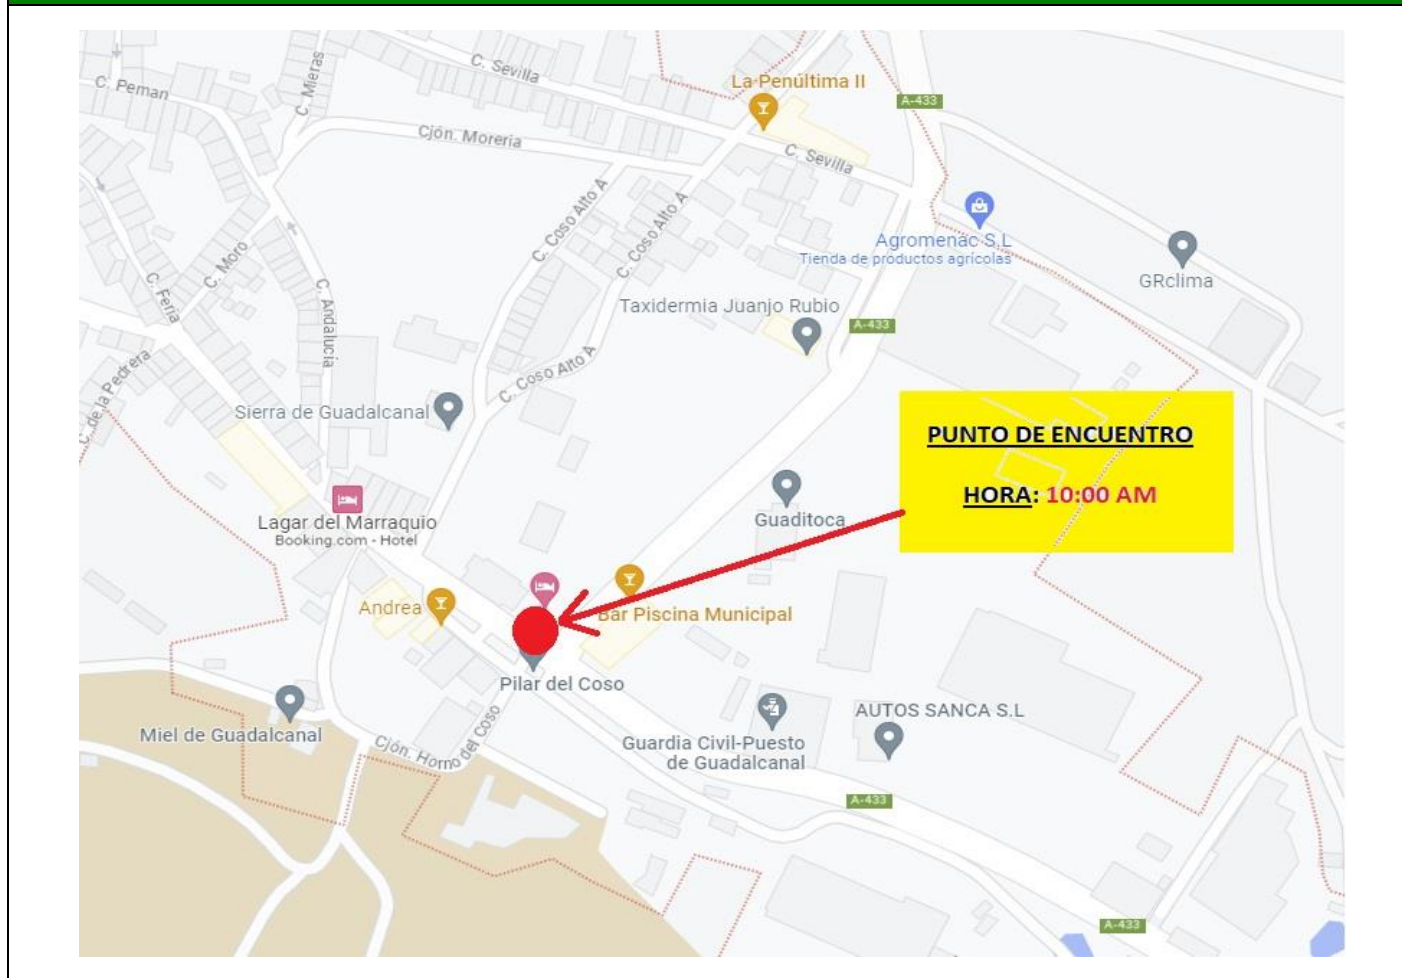 C. Sevilla
La Penúltima II
C. Peman
C. Mieras
A-433
Cjón. Moreria
C. Sevilla
C. Coso Alto A
C. Coso Alto A
Agromenac S.L
Tienda de productos agrícolas
GRclima
C. Moro
C. Feria
C. Andalucía
Taxidermia Juanjo Rubio
A-433
C. de la Pedrera
C. Coso Alto A
Sierra de Guadalcanal
PUNTO DE ENCUENTRO
HORA: 10:00 AM
Lagar del Marraquio
Booking.com - Hotel
Guaditoca
Andrea
Bar Piscina Municipal
Pilar del Coso
Miel de Guadalcanal
Cjón. Horno del Coso
Guardia Civil-Puesto
de Guadalcanal
AUTOS SANCA S.L
A-433
A-433